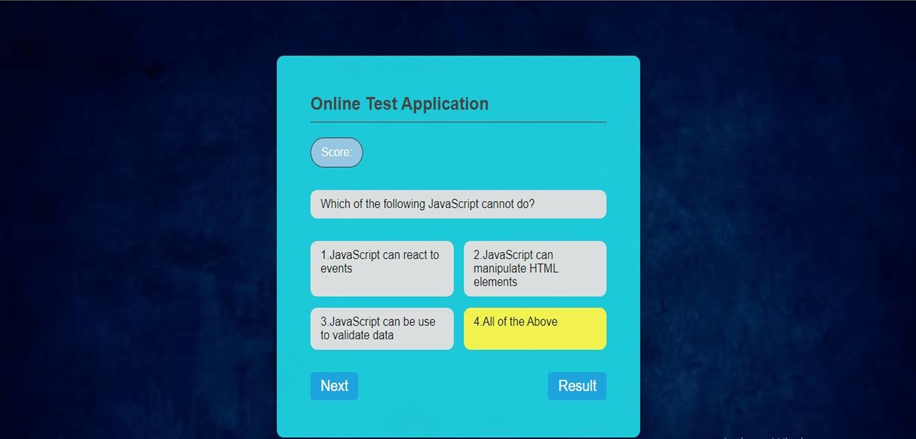 Online Test Application
Score:
Which of the following JavaScript cannot do?
1.JavaScript can react to
events
2.JavaScript can
manipulate HTML
elements
3.JavaScript can be use
to validate data
4.All of the Above
Next
Result